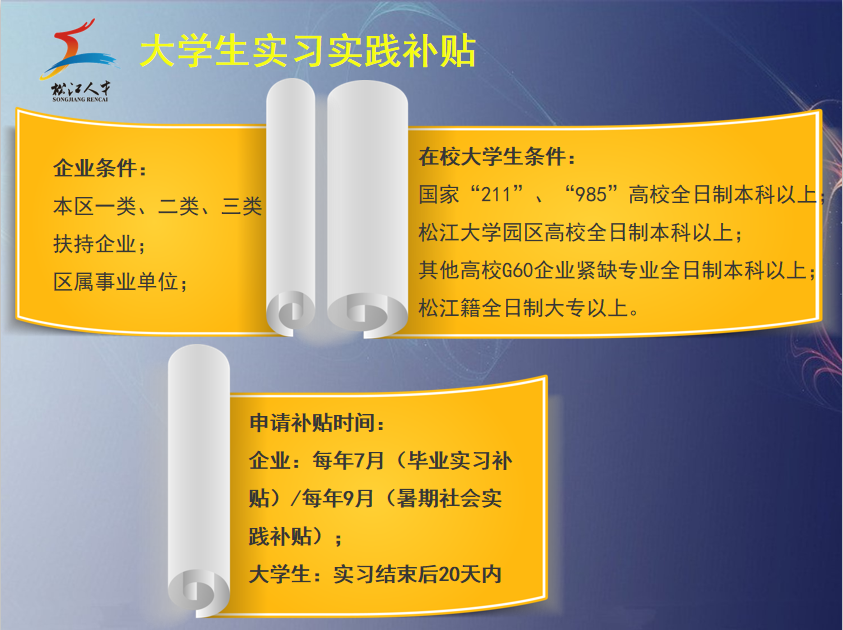 大学生实习实践补贴
松江人才
SONGJIANG RENCAI
企业条件：
本区一类、二类、三类
扶持企业；
区属事业单位；
在校大学生条件：
国家“211”、“985”高校全日制本科以上；
松江大学园区高校全日制本科以上；
其他高校G60企业紧缺专业全日制本科以上；
松江籍全日制大专以上。
申请补贴时间：
企业：每年7月（毕业实习补
贴）/每年9月（暑期社会实
践补贴）；
大学生：实习结束后20天内